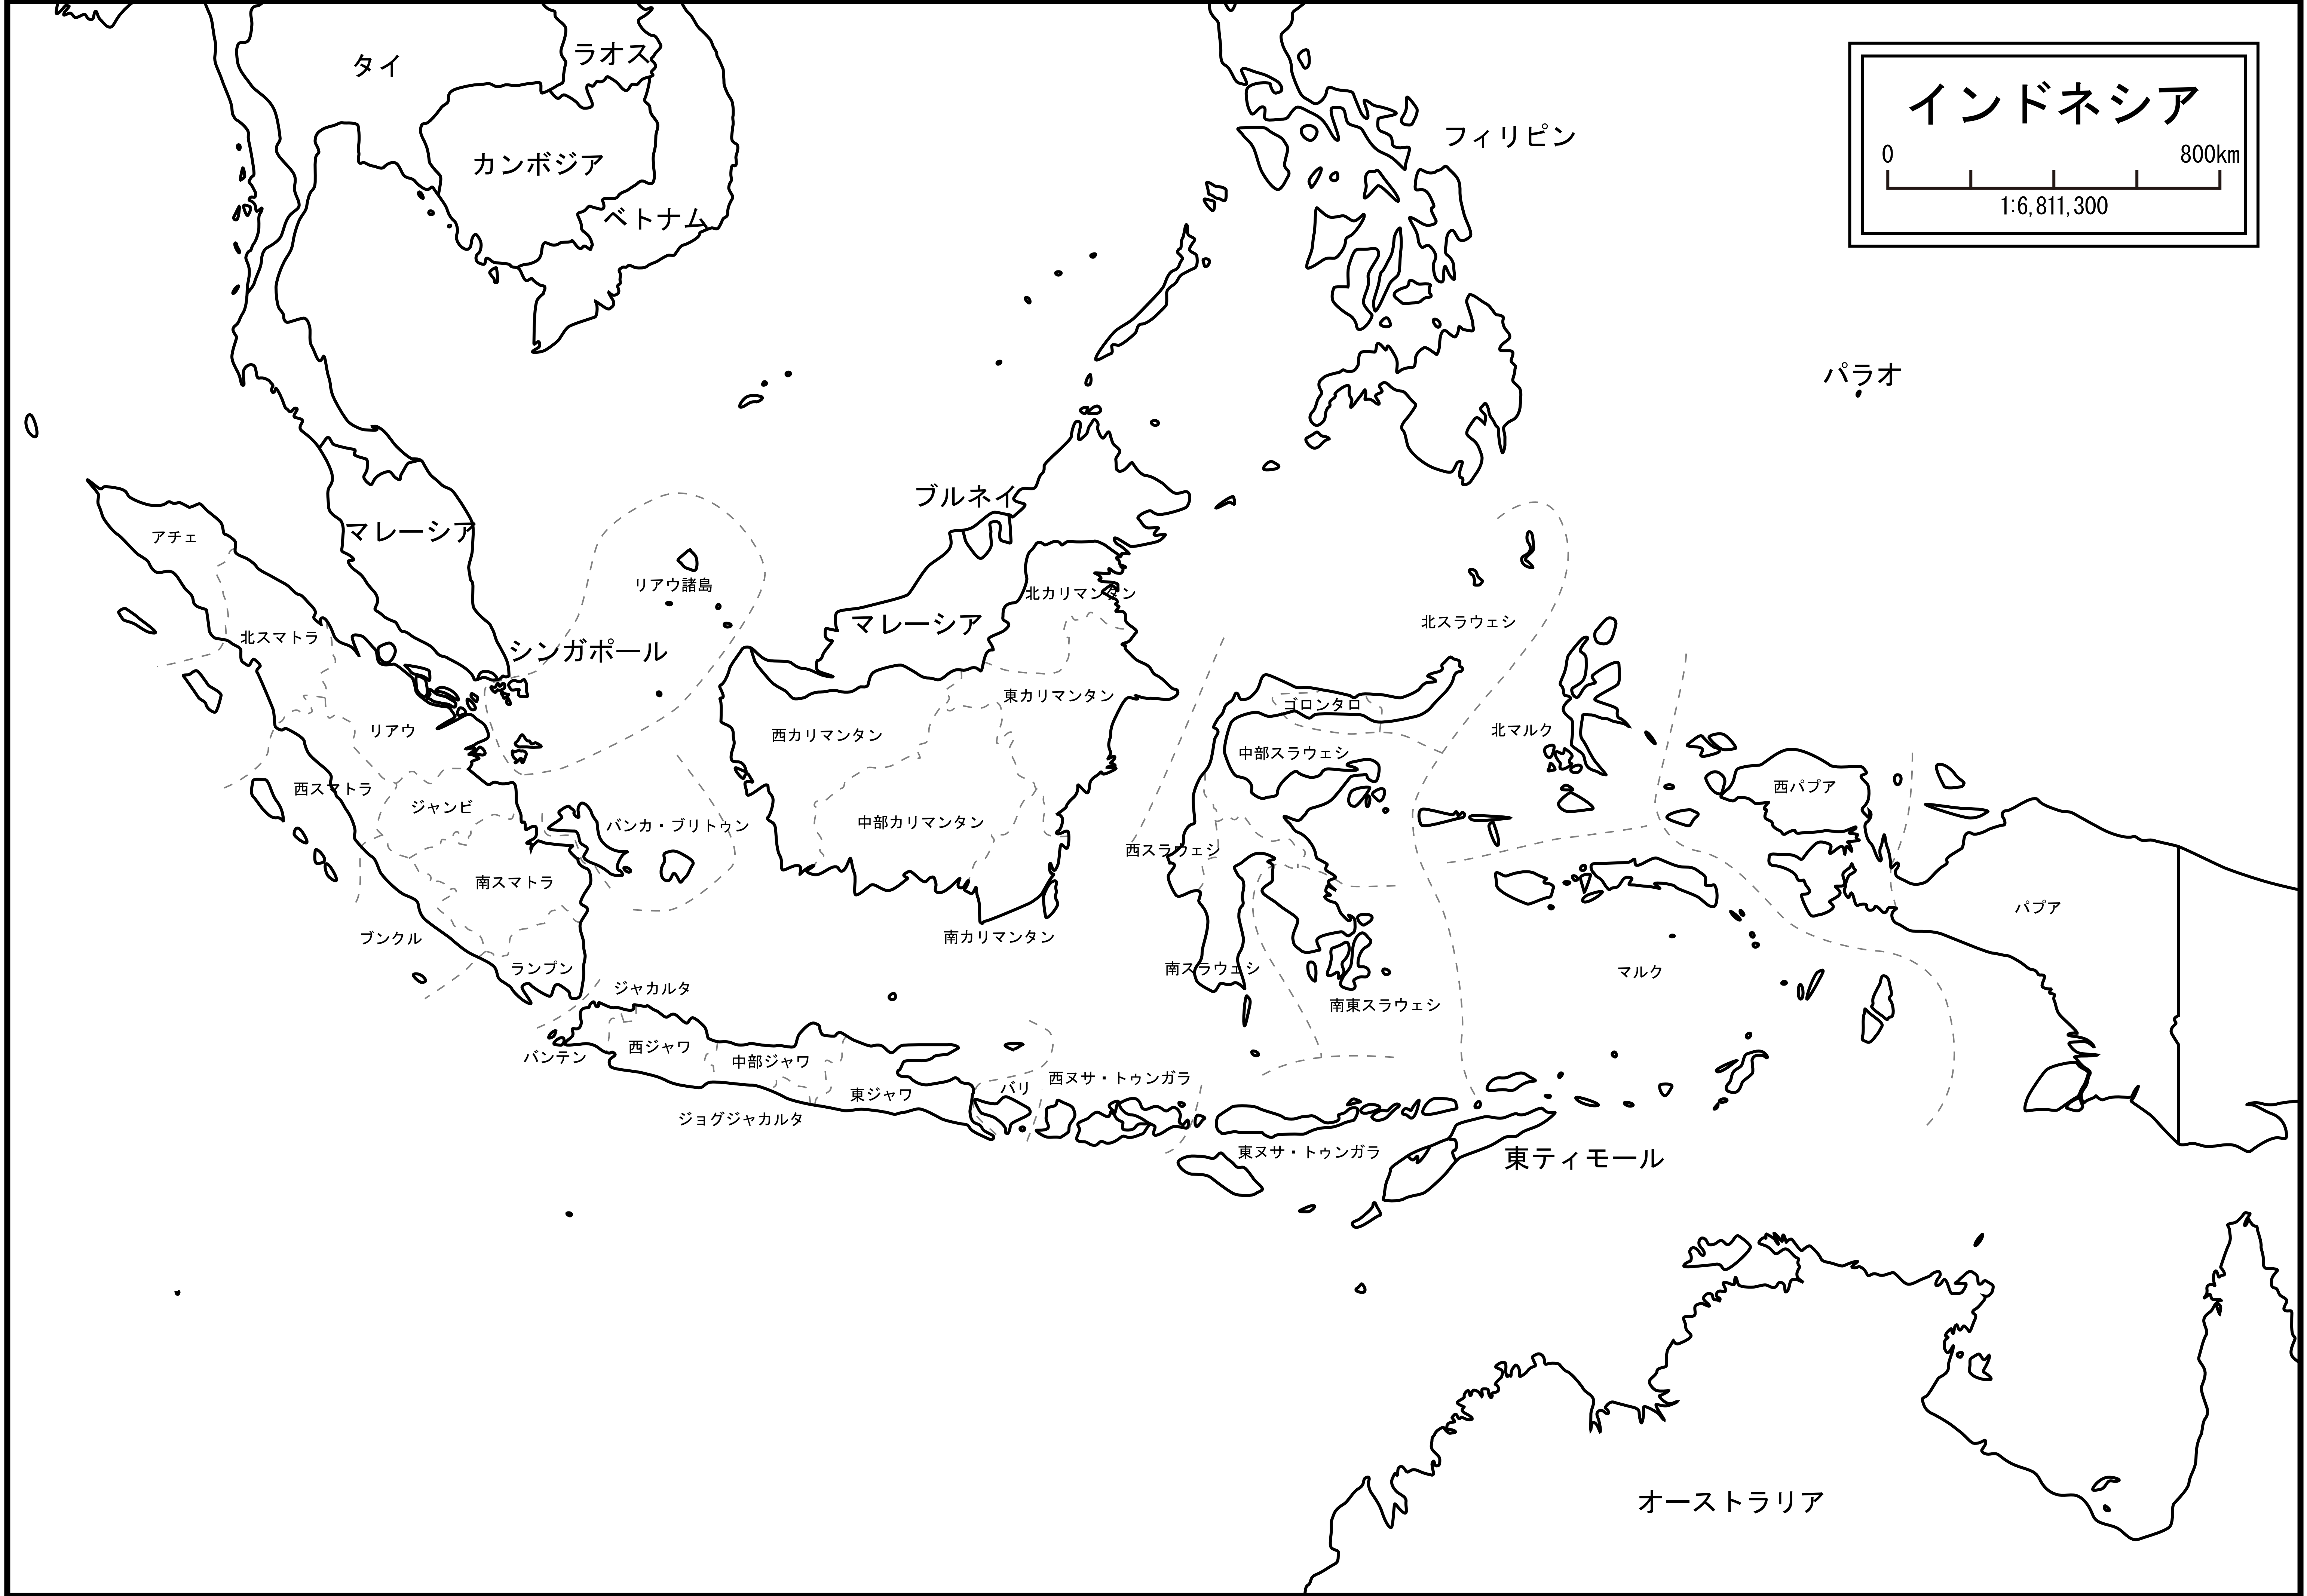 インドネシア
0
800km
1:6,811,300
タイ
ラオス
カンボジア
ベトナム
フィリピン
パラオ
ブルネイ
マレーシア
アチェ
リアウ諸島
北カリマンタン
マレーシア
北スラウェシ
北スマトラ
シンガポール
東カリマンタン
ゴロンタロ
リアウ
西カリマンタン
北マルク
中部スラウェシ
西スマトラ
西パプア
ジャンビ
バンカ・ブリトゥン
中部カリマンタン
西スラウェシ
南スマトラ
パプア
ブンクル
南カリマンタン
ランプン
南スラウェシ
マルク
ジャカルタ
南東スラウェシ
バンテン
西ジャワ
中部ジャワ
東ジャワ
バリ
西ヌサ・トゥンガラ
ジョグジャカルタ
東ヌサ・トゥンガラ
東ティモール
オーストラリア